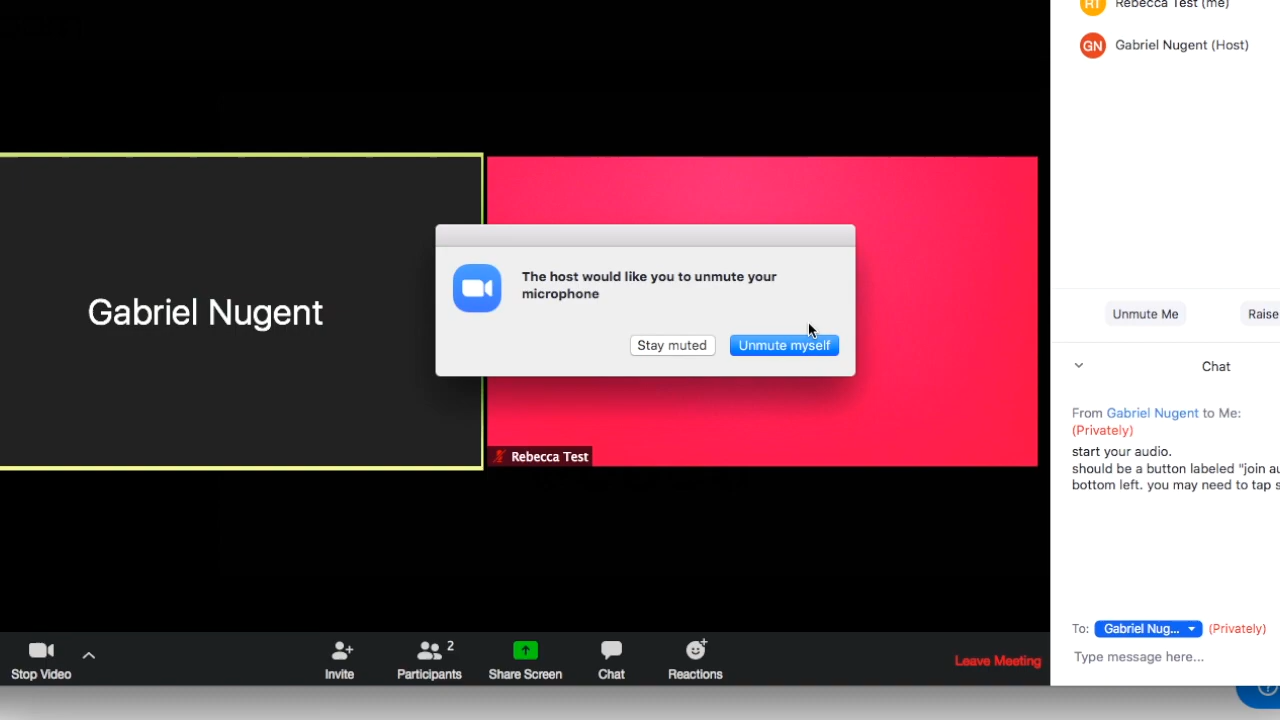 RT Rebecca Test (me)
GN Gabriel Nugent (Host)
Gabriel Nugent
The host would like you to unmute your
microphone
Stay muted Unmute myself
Rebecca Test
Unmute Me Raise
Chat
From Gabriel Nugent to Me:
(Privately)
start your audio.
should be a button labeled "join au
bottom left. you may need to tap s
To: Gabriel Nug... (Privately)
Type message here...
Stop Video Invite Participants 2 Share Screen Chat Reactions Leave Meeting